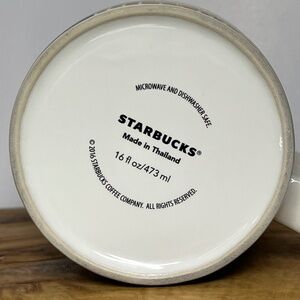 MICROWAVE AND DISHWASHER SAFE.
STARBUCKS®
Made in Thailand
16 fl oz/473 ml
© 2016 STARBUCKS COFFEE COMPANY. ALL RIGHTS RESERVED.